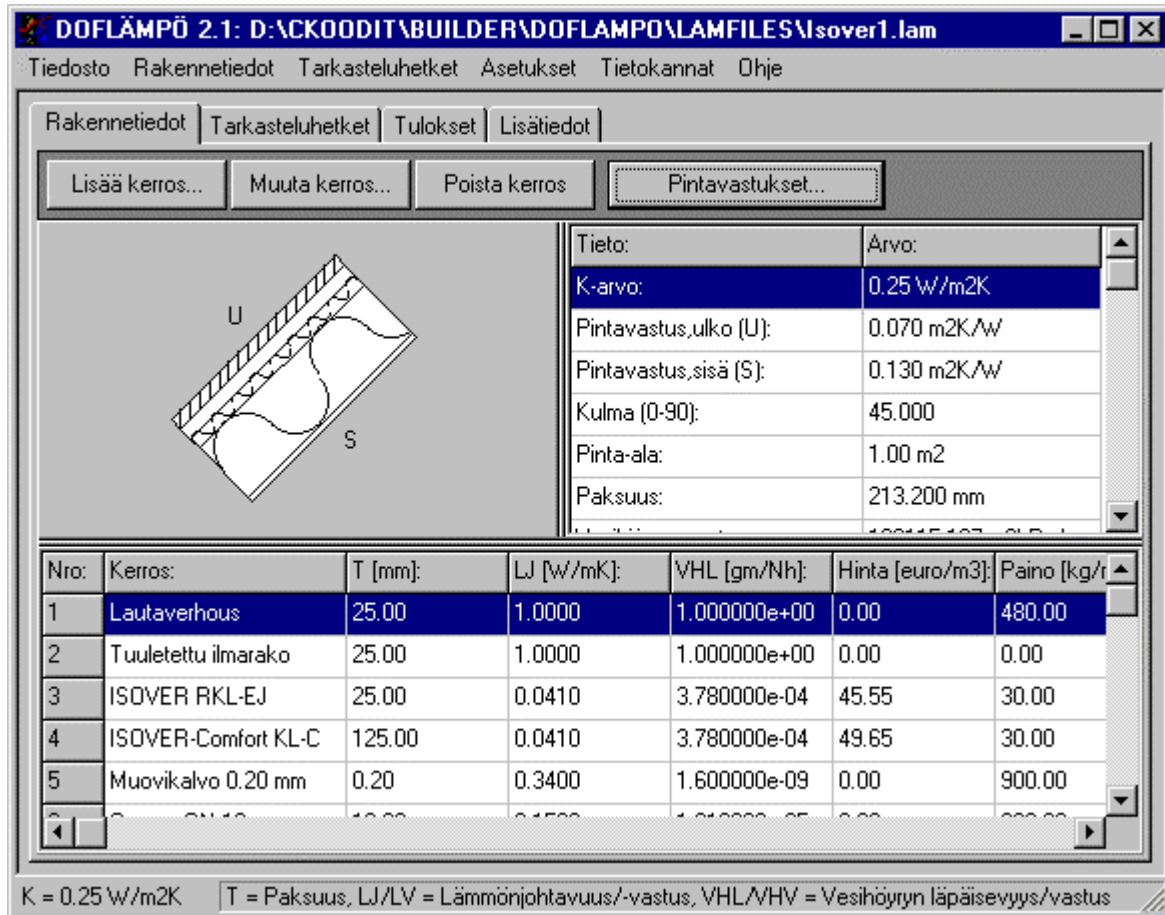 DOFLÄMPÖ 2.1: D:\CKOODIT\BUILDER\DOFLAMPO\LAMFILES\Isover1.lam
Tiedosto Rakennetiedot Tarkasteluhetket Asetukset Tietokannat Ohje
Rakennetiedot Tarkasteluhetket Tulokset Lisätiedot
Lisää kerros... Muuta kerros... Poista kerros Pintavastukset...
U
S
Tieto: Arvo:
K-arvo: 0.25 W/m2K
Pintavastus,ulko (U): 0.070 m2K/W
Pintavastus,sisä (S): 0.130 m2K/W
Kulma (0-90): 45.000
Pinta-ala: 1.00 m2
Paksuus: 213.200 mm
Nro: Kerros: T [mm]: LJ [W/mK]: VHL [gm/Nh]: Hinta [euro/m3]: Paino [kg/
1 Lautaverhous 25.00 1.0000 1.000000e+00 0.00 480.00
2 Tuuletettu ilmarako 25.00 1.0000 1.000000e+00 0.00 0.00
3 ISOVER RKL-EJ 25.00 0.0410 3.780000e-04 45.55 30.00
4 ISOVER-Comfort KL-C 125.00 0.0410 3.780000e-04 49.65 30.00
5 Muovikalvo 0.20 mm 0.20 0.3400 1.600000e-09 0.00 900.00
K = 0.25 W/m2K T = Paksuus, LJ/LV = Lämmönjohtavuus/-vastus, VHL/VHV = Vesihöyryn läpäisevyys/vastus